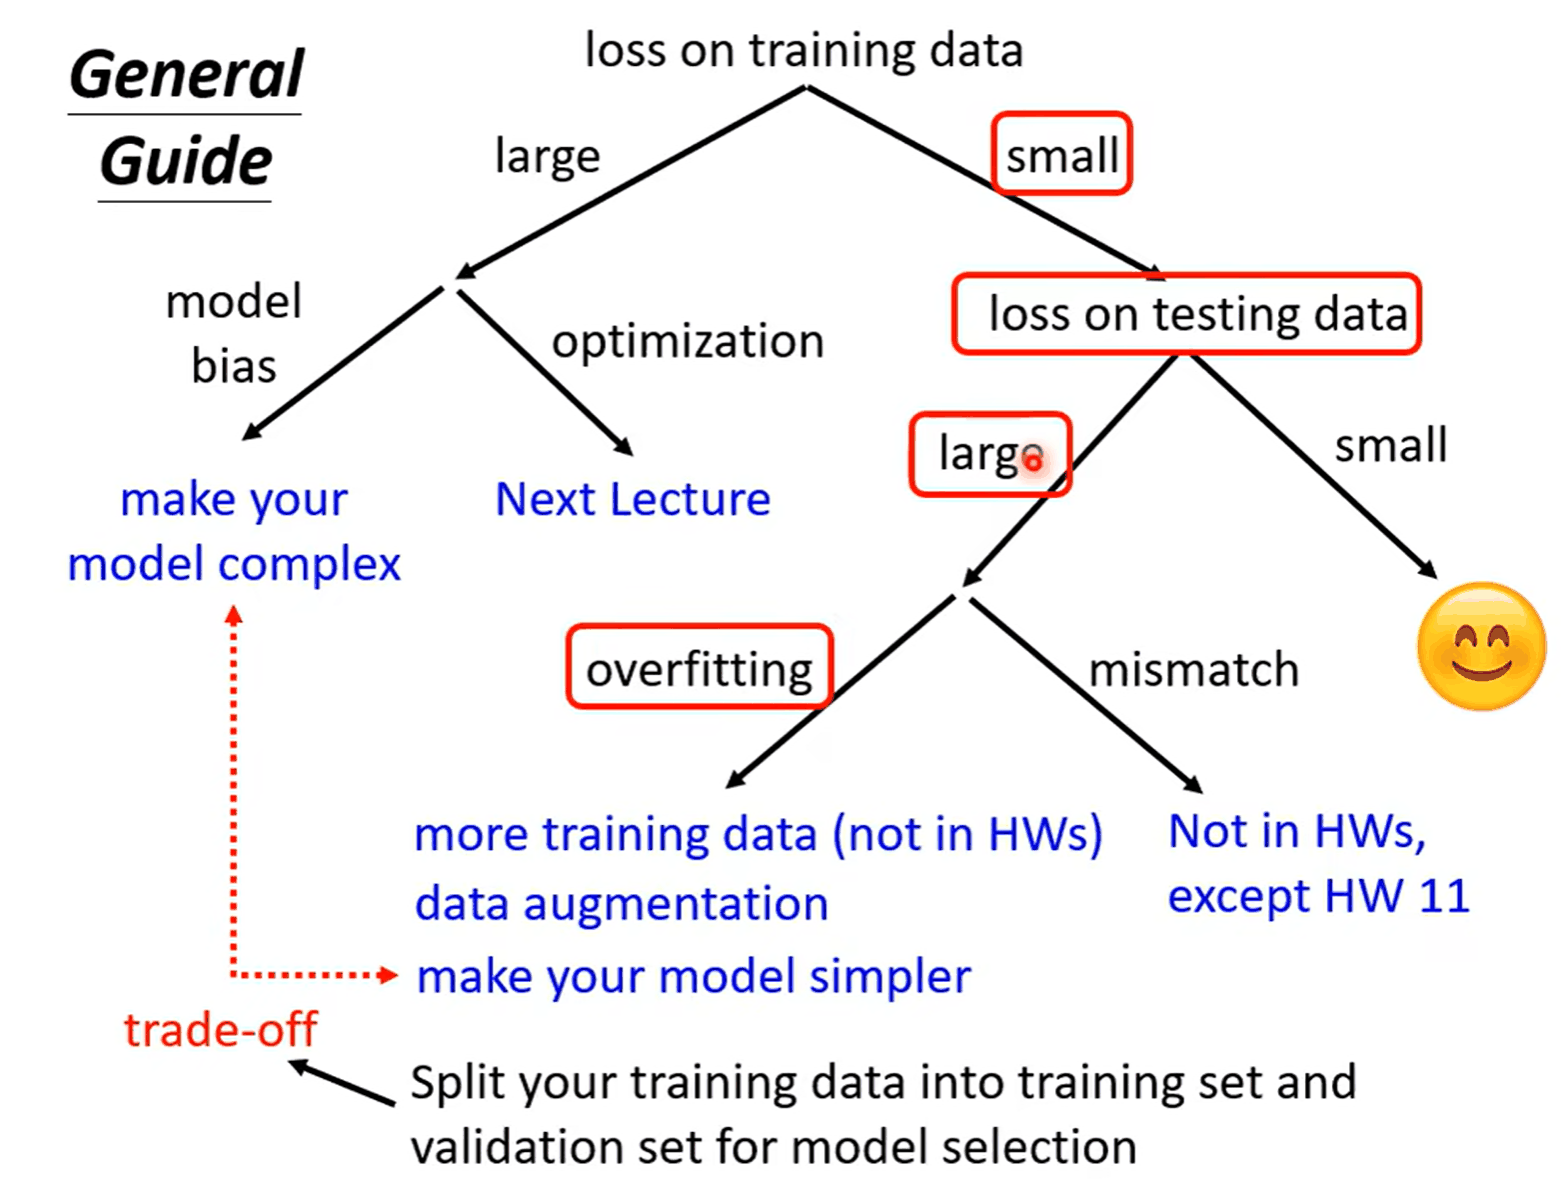 General
Guide
loss on training data
large
small
model
bias
optimization
loss on testing data
make your
model complex
Next Lecture
large
small
overfitting
mismatch
more training data (not in HWs)
data augmentation
make your model simpler
Not in HWs,
except HW 11
trade-off
Split your training data into training set and
validation set for model selection